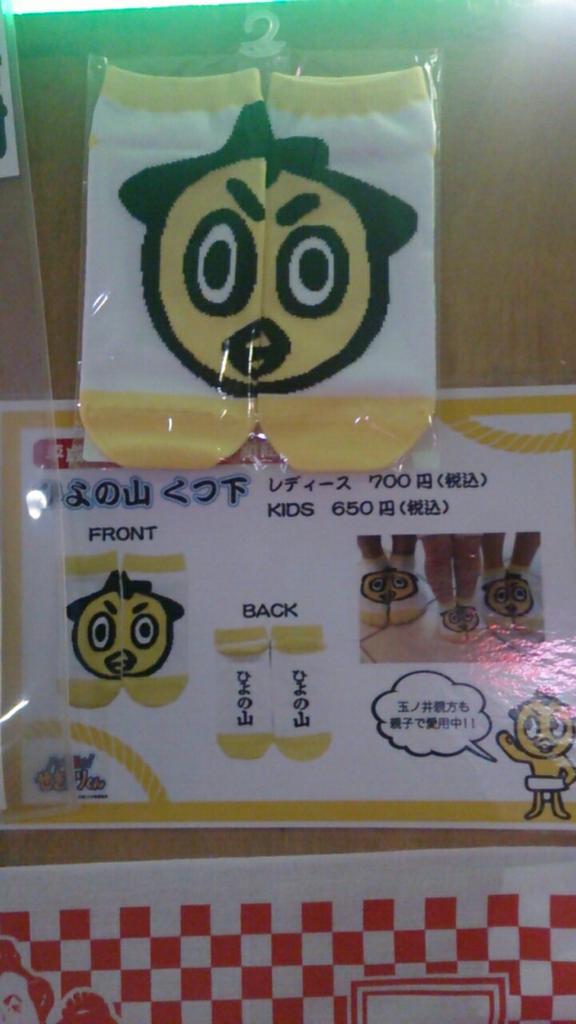 ひよの山 くつ下
レディース 700円(税込)
KIDS 650円(税込)
FRONT
BACK
ひよの山
ひよの山
玉ノ井親方も
親子で愛用中!!